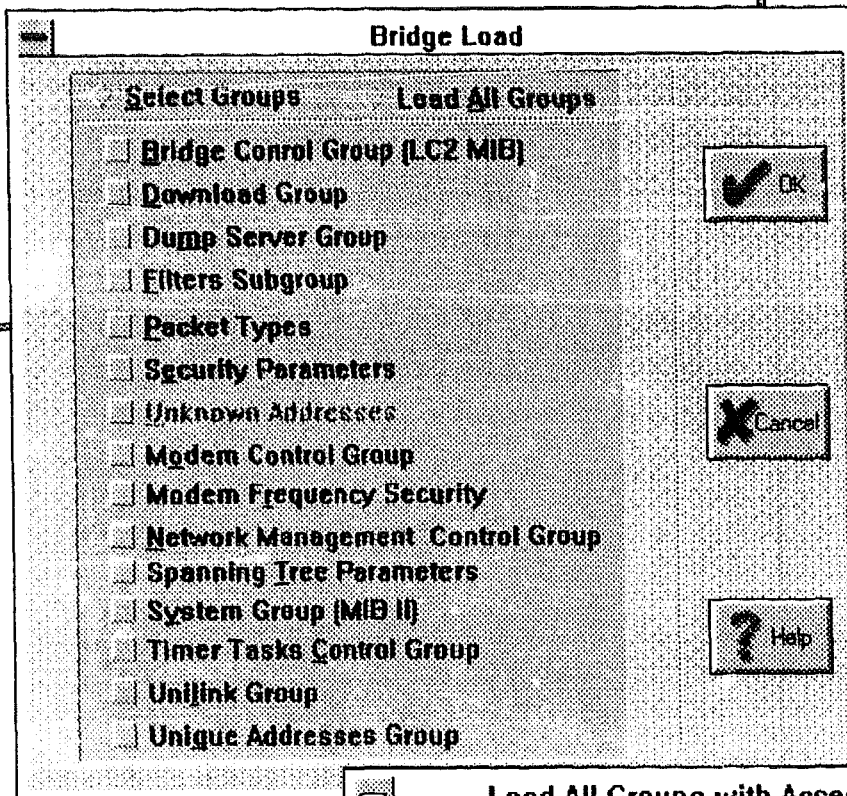 Bridge Load
Select Groups Load All Groups
Bridge Conrol Group (LC2 MIB)
OK
Download Group
Dump Server Group
Filters Subgroup
Packet Types
Security Parameters
Unknown Addresses
Cancel
Modem Control Group
Modem Frequency Security
Network Management Control Group
Spanning Tree Parameters
System Group (MIB II)
Help
Timer Tasks Control Group
Unilink Group
Unique Addresses Group
Load All Groups with